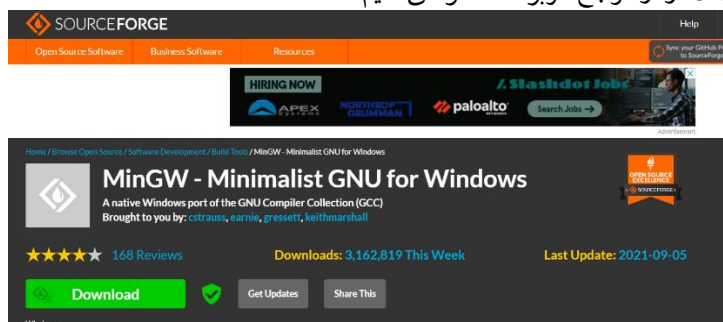 SOURCEFORGE
Help
Open Source Software Business Software Resources
Sync your GitHub
to SourceForge
HIRING NOW
APEX
SYSTEMS
NORTHROP
GRUMMAN
paloalto
NETWORKS
Slashdot Jobs
Search Jobs →
Advertisement
Home / Browse Open Source / Software Development / Build Tools / MinGW - Minimalist GNU for Windows
MinGW - Minimalist GNU for Windows
A native Windows port of the GNU Compiler Collection (GCC)
Brought to you by: cstrauss, earnie, gressett, keithmarshall
OPEN SOURCE
EXCELLENCE
SOURCEFORGE
168 Reviews Downloads: 3,162,819 This Week Last Update: 2021-09-05
Download Get Updates Share This